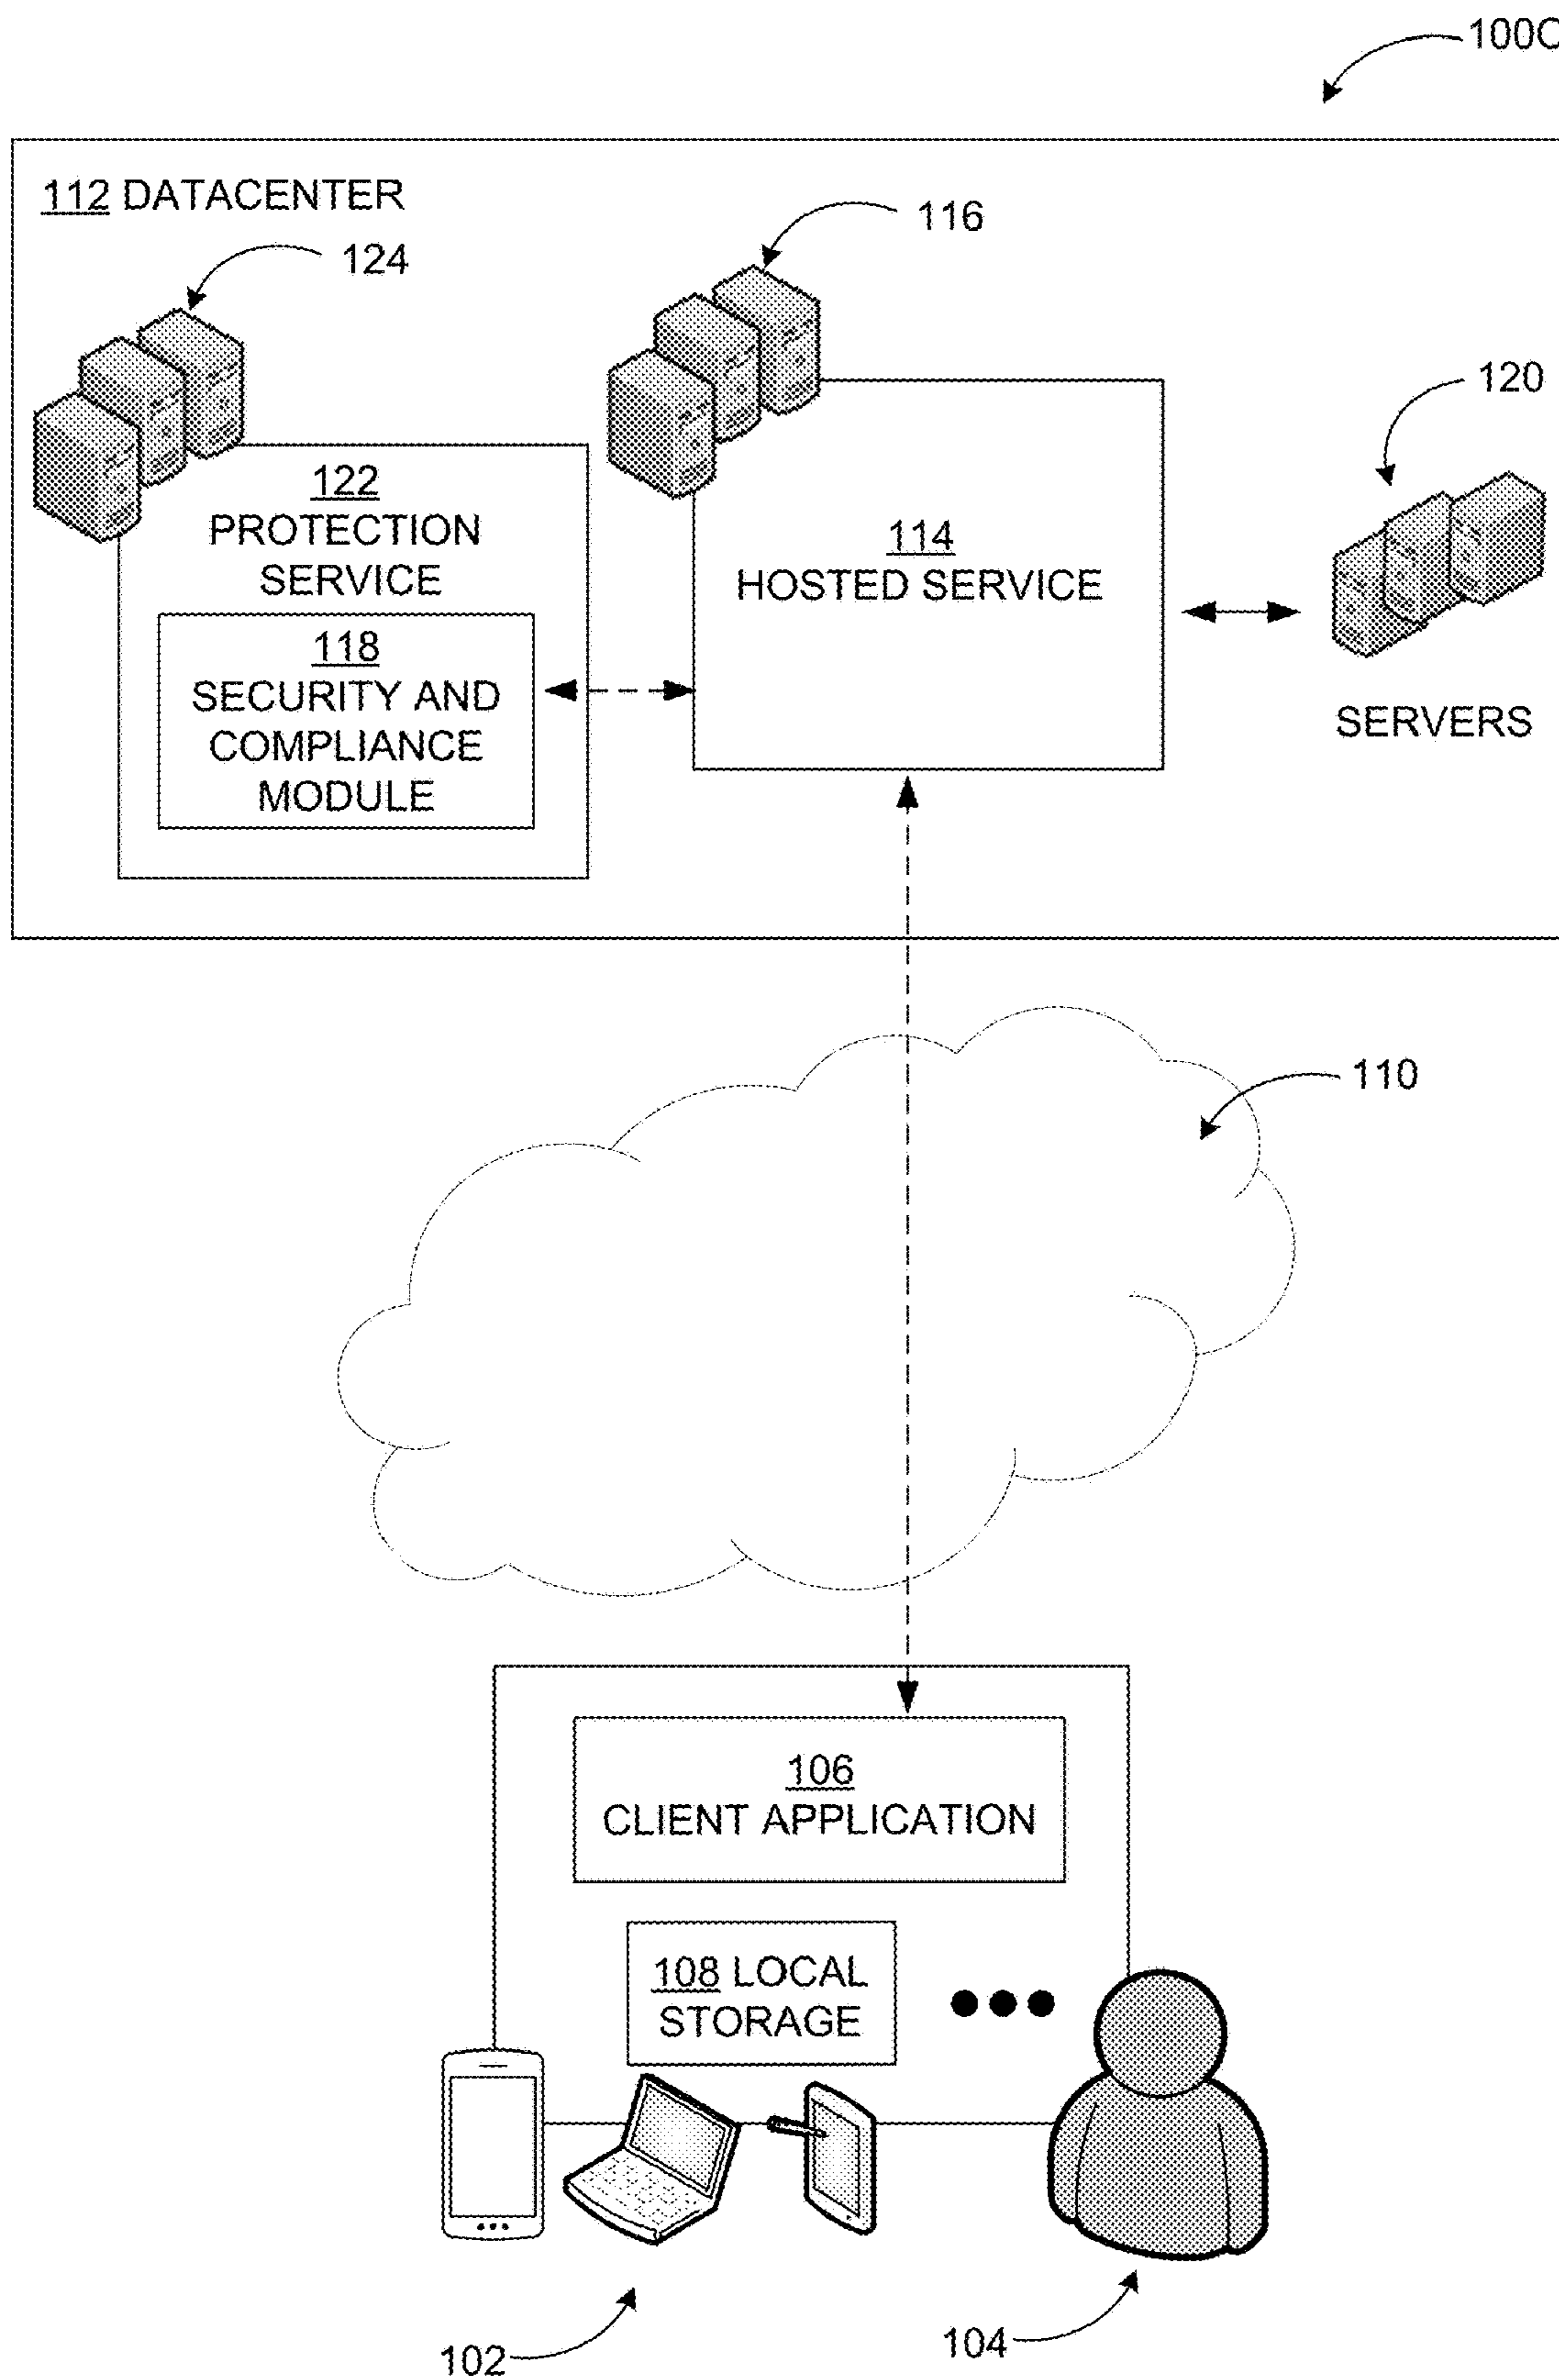 100C
112 DATACENTER
116
124
120
122
PROTECTION
SERVICE
114
HOSTED SERVICE
118
SECURITY AND
COMPLIANCE
MODULE
SERVERS
110
106
CLIENT APPLICATION
108 LOCAL
STORAGE
102
104